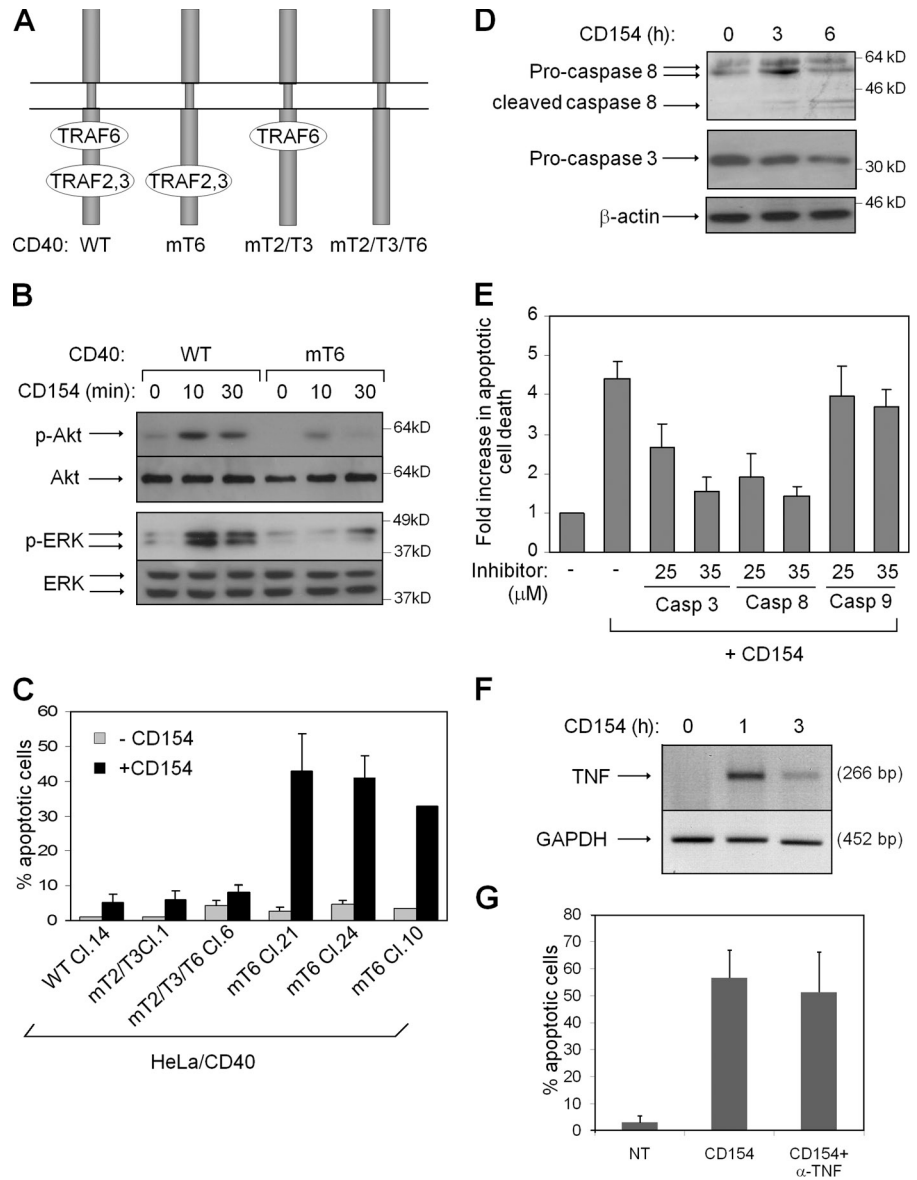 A
TRAF6
TRAF6
TRAF2,3
TRAF2,3
CD40: WT mT6 mT2/T3 mT2/T3/T6
B
CD40: WT mT6
CD154 (min): 0 10 30 0 10 30
p-Akt 64kD
Akt 64kD
p-ERK 49kD
37kD
ERK
37kD
C
60
50
40
30
20
10
0
% apoptotic cells
- CD154
+CD154
WT Cl.14
mT2/T3Cl.1
mT2/T3/T6 Cl.6
mT6 Cl.21
mT6 Cl.24
mT6 Cl.10
HeLa/CD40
D
CD154 (h): 0 3 6
64 kD
Pro-caspase 8
46 kD
cleaved caspase 8
Pro-caspase 3
30 kD
46 kD
β-actin
E
6
5
4
3
2
1
0
Fold increase in apoptotic
cell death
Inhibitor: - - 25 35 25 35 25 35
(μM) Casp 3 Casp 8 Casp 9
+ CD154
F
CD154 (h): 0 1 3
TNF (266 bp)
GAPDH (452 bp)
G
80
70
60
50
40
30
20
10
0
% apoptotic cells
NT CD154 CD154+
α-TNF